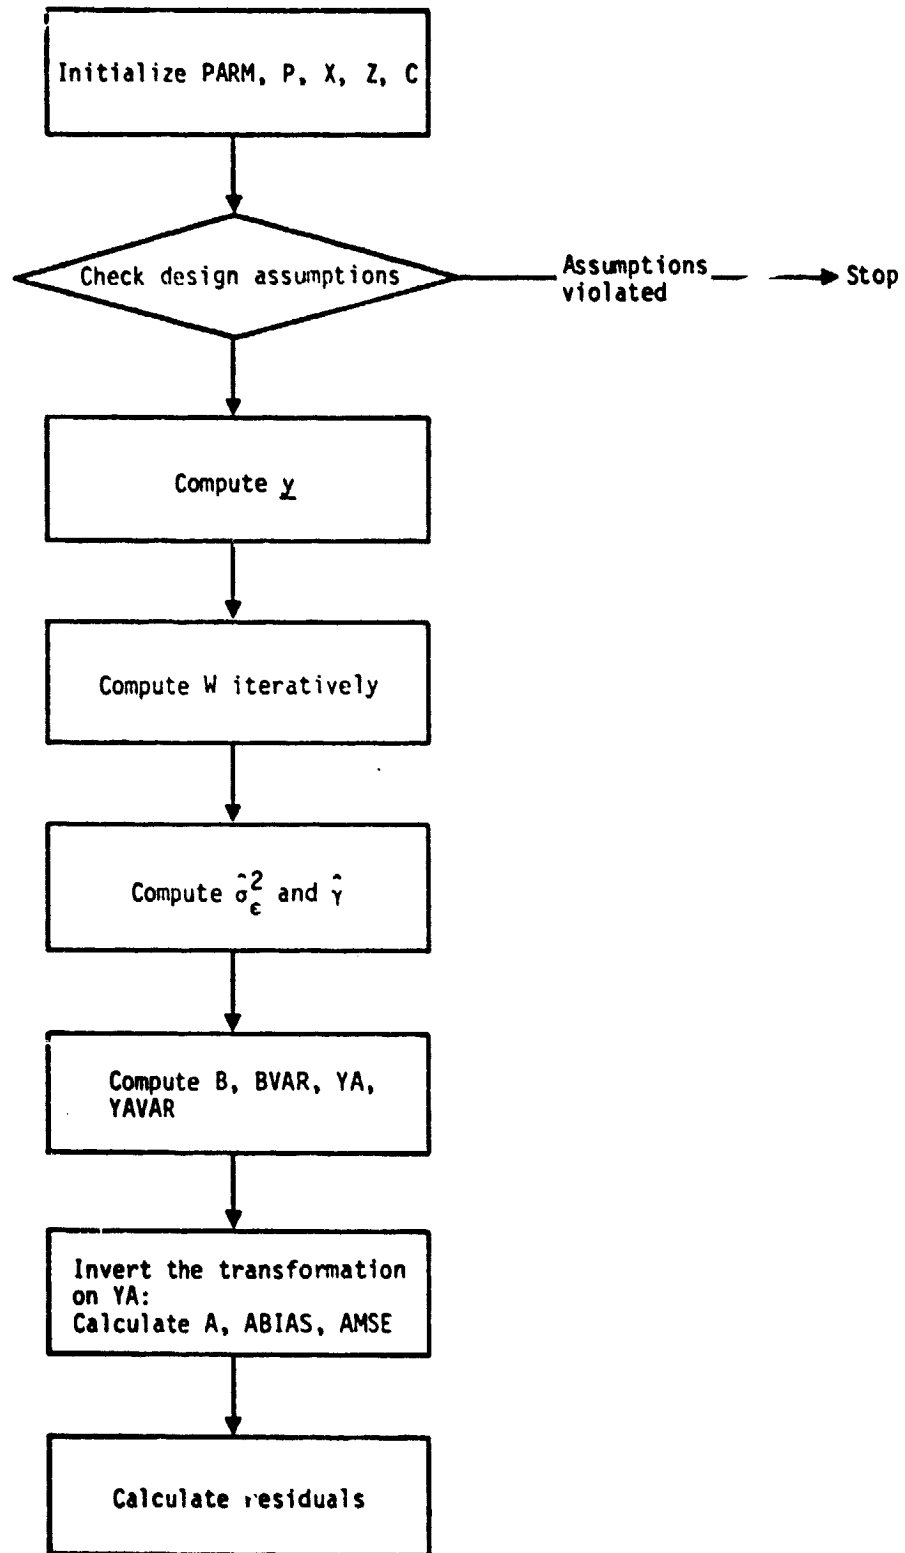 Initialize PARM, P, X, Z, C
Check design assumptions
Assumptions
violated
Stop
Compute y
Compute W iteratively
Compute σ̂²ε and γ̂
Compute B, BVAR, YA,
YAVAR
Invert the transformation
on YA:
Calculate A, ABIAS, AMSE
Calculate residuals